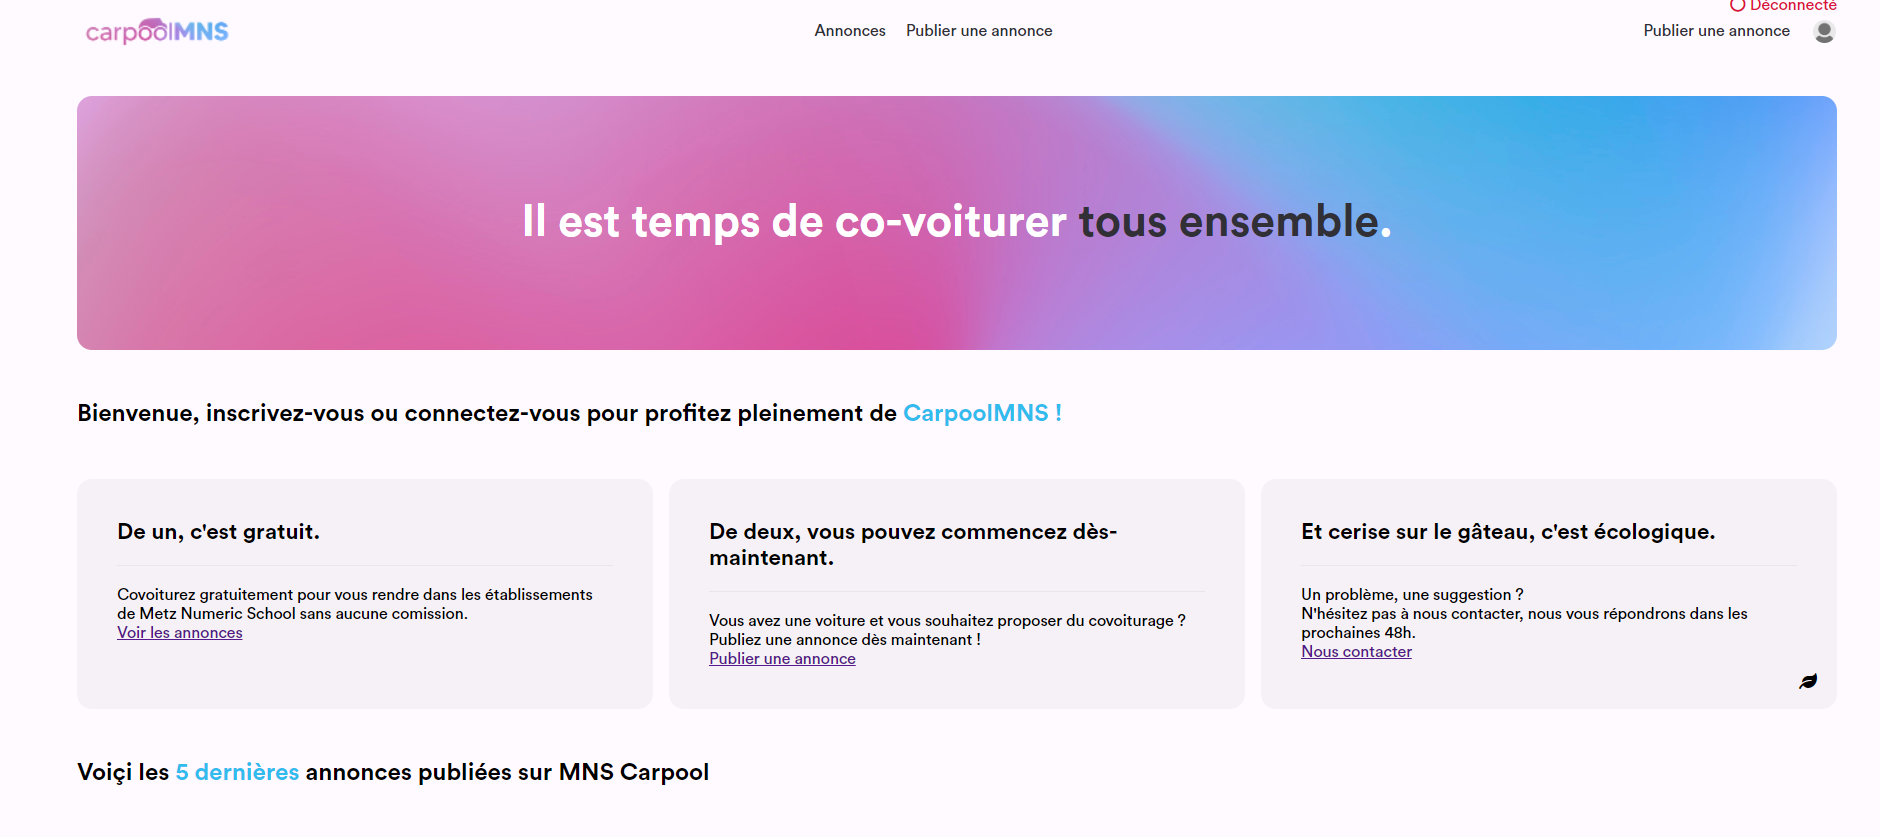 Déconnecté
carpoolMNS
Annonces Publier une annonce
Publier une annonce
Il est temps de co-voiturer tous ensemble.
Bienvenue, inscrivez-vous ou connectez-vous pour profitez pleinement de CarpoolMNS !
De un, c'est gratuit.
Covoiturez gratuitement pour vous rendre dans les établissements
de Metz Numeric School sans aucune comission.
Voir les annonces
De deux, vous pouvez commencez dès-
maintenant.
Vous avez une voiture et vous souhaitez proposer du covoiturage ?
Publiez une annonce dès maintenant !
Publier une annonce
Et cerise sur le gâteau, c'est écologique.
Un problème, une suggestion ?
N'hésitez pas à nous contacter, nous vous répondrons dans les
prochaines 48h.
Nous contacter
Voiçi les 5 dernières annonces publiées sur MNS Carpool